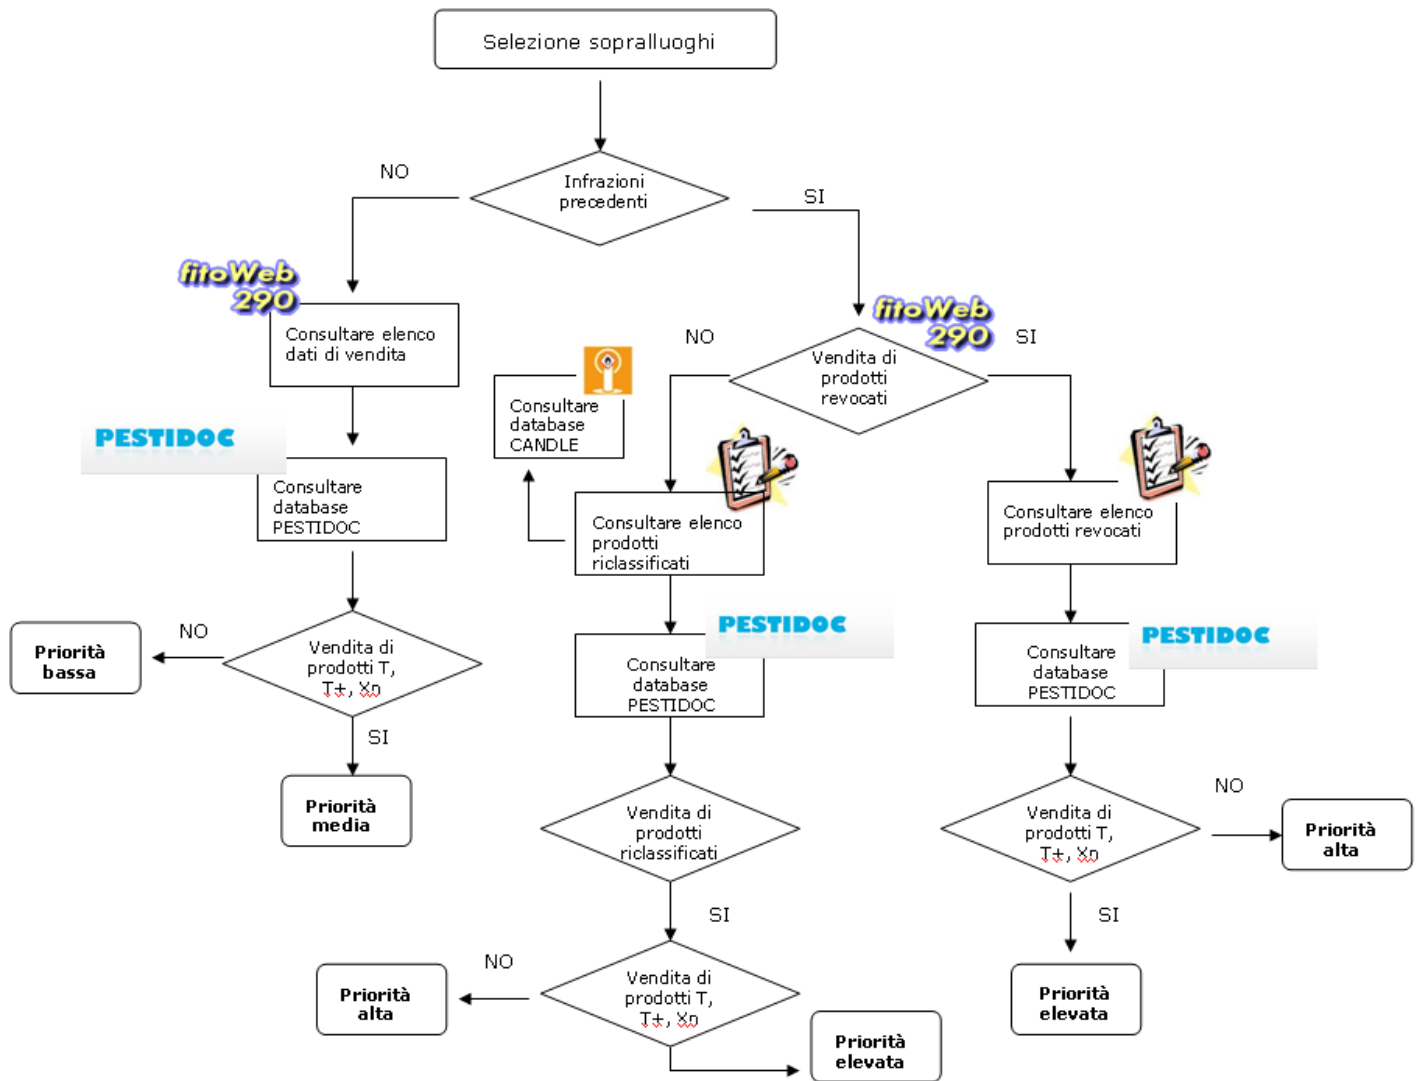 Selezione sopralluoghi
NO
Infrazioni
precedenti
SI
fitoWeb
290
Consultare elenco
dati di vendita
fitoWeb
290
NO
SI
Vendita di
prodotti
revocati
Consultare
database
CANDLE
PESTIDOC
Consultare
database
PESTIDOC
Consultare elenco
prodotti
riclassificati
Consultare elenco
prodotti revocati
NO
Priorità
bassa
Vendita di
prodotti T,
T+, Xn
SI
Priorità
media
PESTIDOC
Consultare
database
PESTIDOC
PESTIDOC
Consultare
database
PESTIDOC
Vendita di
prodotti
riclassificati
SI
Vendita di
prodotti T,
T+, Xn
NO
Priorità
alta
SI
Priorità
elevata
NO
Priorità
alta
Vendita di
prodotti T,
T+, Xn
Priorità
elevata